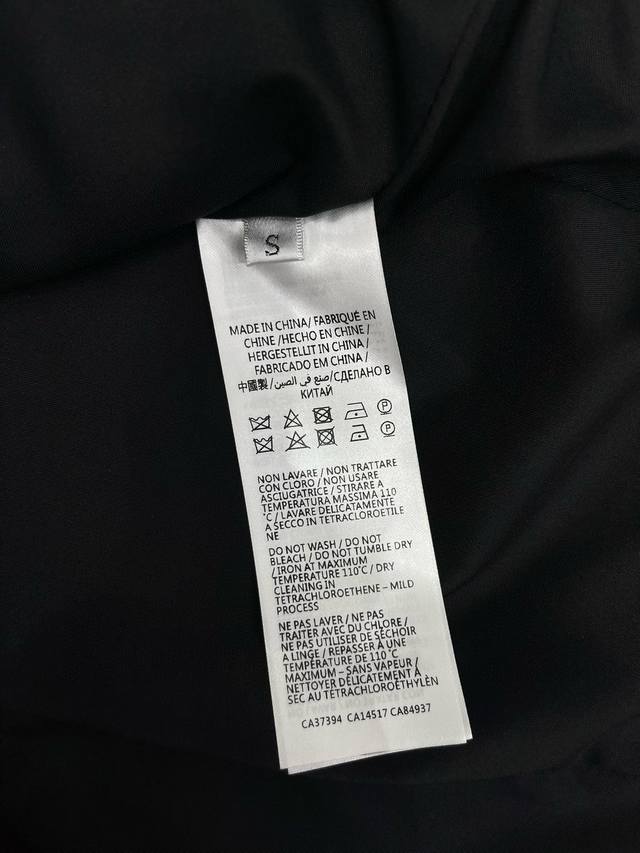 S
MADE IN CHINA/ FABRIQUÉ EN
CHINE /HECHO EN CHINE /
HERGESTELLT IN CHINA /
FABRICADO EM CHINA /
中國製/صنع في الصين/СДЕЛАНО В
КИТАЙ
P
P
NON LAVARE / NON TRATTARE
CON CLORO / NON USARE
ASCIUGATRICE / STIRARE A
TEMPERATURA MASSIMA 110
°C / LAVARE DELICATAMENTE
A SECCO IN TETRACLOROETILE
NE
DO NOT WASH / DO NOT
BLEACH / DO NOT TUMBLE DRY
/ IRON AT MAXIMUM
TEMPERATURE 110°C / DRY
CLEANING IN
TETRACHLOROETHENE – MILD
PROCESS
NE PAS LAVER / NE PAS
TRAITER AVEC DU CHLORE /
NE PAS UTILISER DE SÉCHOIR
A LINGE / REPASSER À UNE
TEMPÉRATURE DE 110 °C
MAXIMUM – SANS VAPEUR /
NETTOYER DÉLICATEMENT À
SEC AU TETRACHLOROÉTHYLÈN
CA37394 CA14517 CA84937